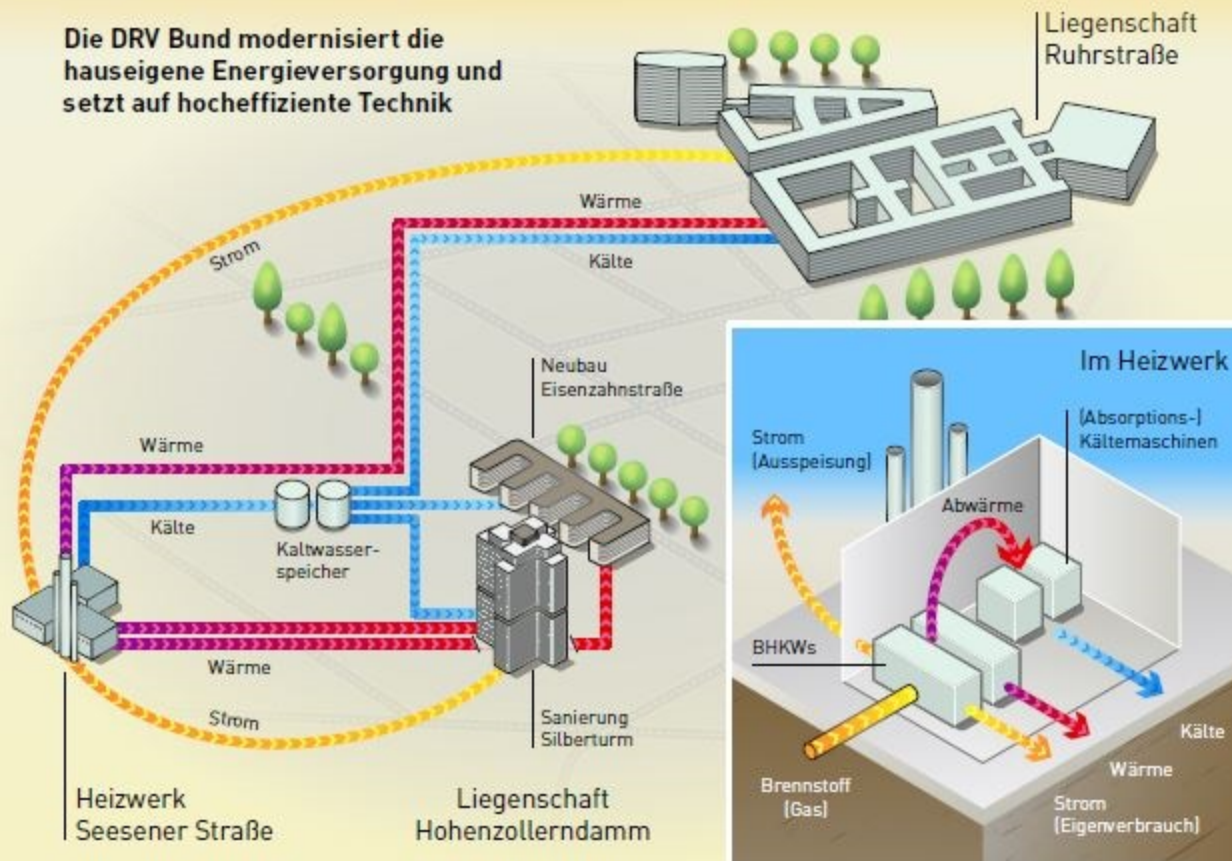 Die DRV Bund modernisiert die
hauseigene Energieversorgung und
setzt auf hocheffiziente Technik
Liegenschaft
Ruhrstraße
Wärme
Strom
Kälte
Neubau
Eisenzahnstraße
Wärme
Kälte
Kaltwasser-
speicher
Wärme
Strom
Sanierung
Silberturm
Heizwerk
Seesener Straße
Liegenschaft
Hohenzollerndamm
Im Heizwerk
(Absorptions-)
Kältemaschinen
Strom
(Ausspeisung)
Abwärme
BHKWs
Kälte
Wärme
Brennstoff
(Gas)
Strom
(Eigenverbrauch)